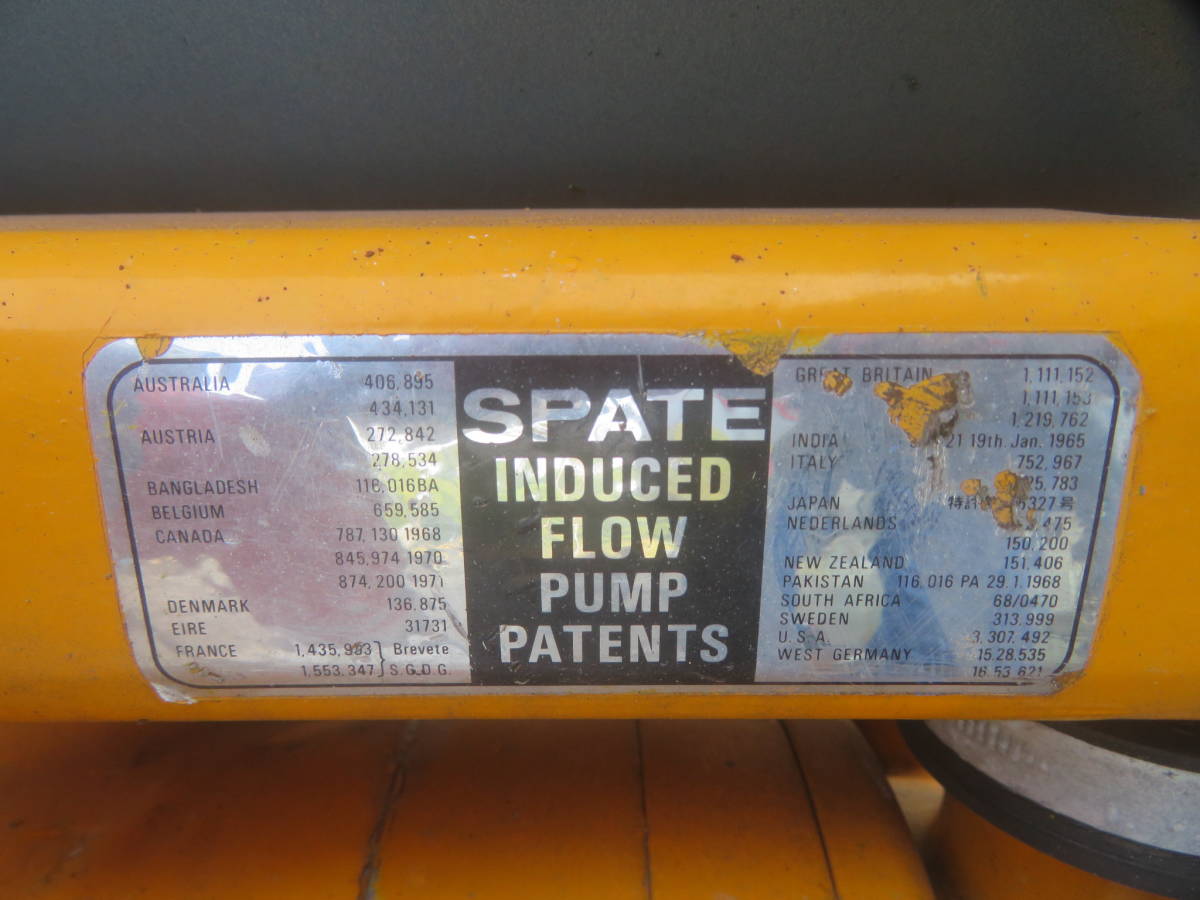 AUSTRALIA 406,895
434,131
AUSTRIA 272,842
278,534
BANGLADESH 116,016BA
BELGIUM 659,585
CANADA 787,130 1968
845,974 1970
874,200 1971
DENMARK 136,875
EIRE 31731
FRANCE 1,435,953 } Brevete
1,553,347 } S.G.D.G.
SPATE
INDUCED
FLOW
PUMP
PATENTS
GREAT BRITAIN 1,111,152
1,111,153
1,219,762
INDIA 19th. Jan. 1965
ITALY 752,967
JAPAN
NEDERLANDS
150,200
NEW ZEALAND 151,406
PAKISTAN 116,016 PA 29.1.1968
SOUTH AFRICA 68/0470
SWEDEN 313,999
U.S.A. 3,307,492
WEST GERMANY 15.28.535
16.53.621